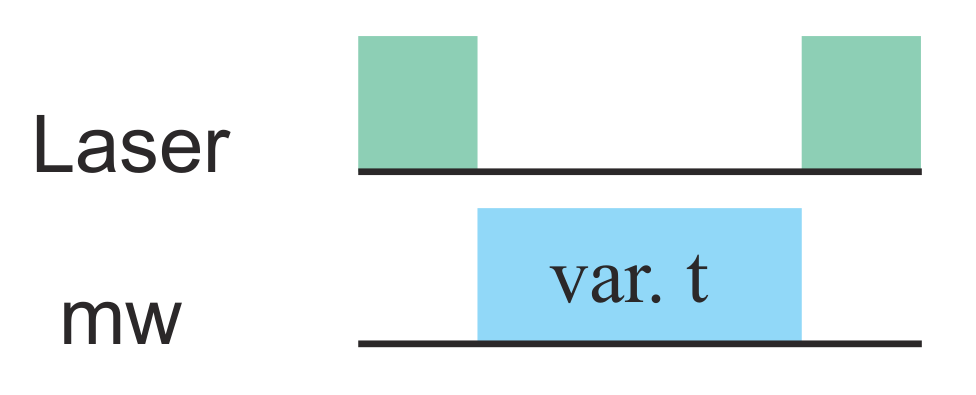 Laser
var. t
mw